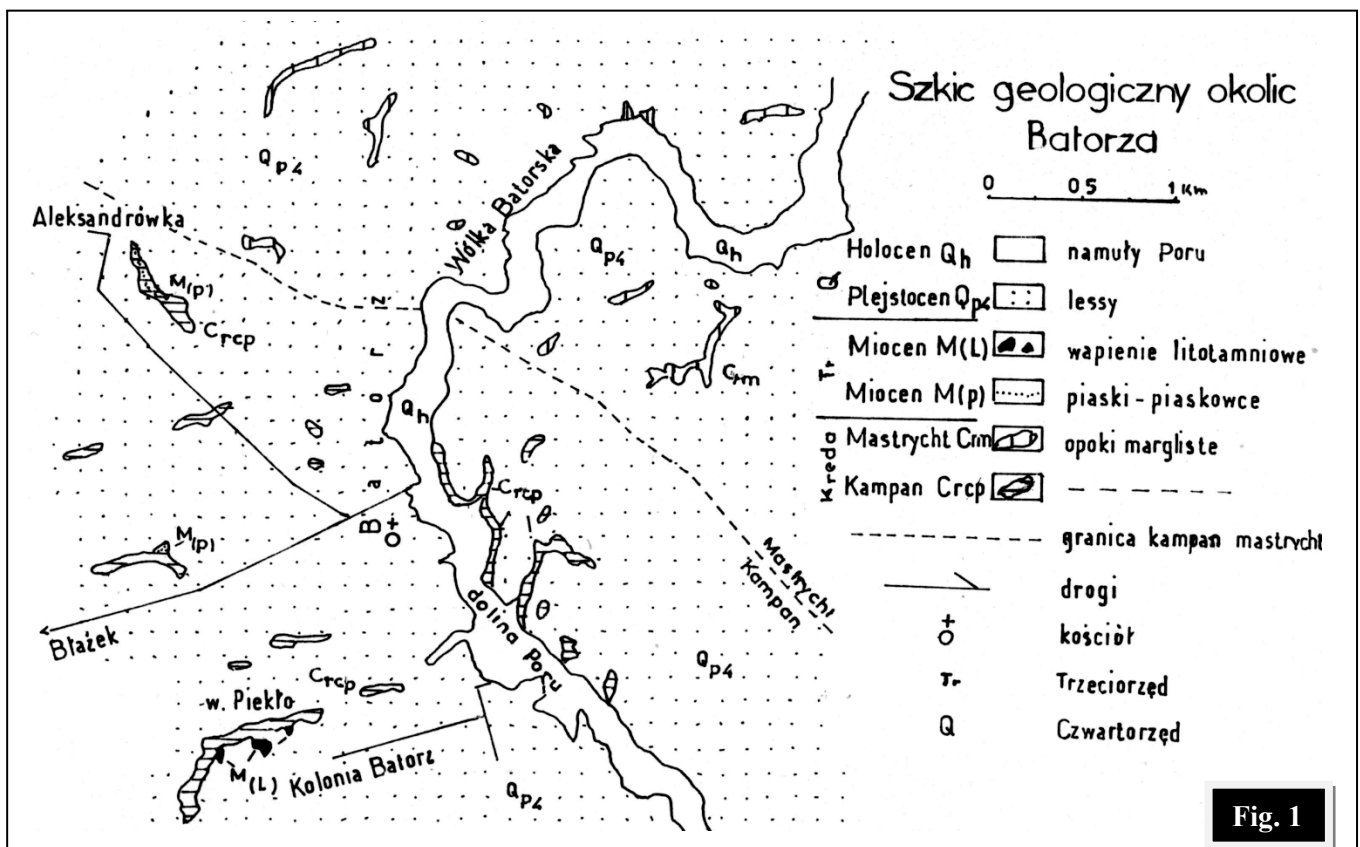 Szkic geologiczny okolic
Batorza
0 05 1 Km
Holocen Qh namuły Poru
Q
Plejstocen Qp4 lessy
Miocen M(L) wapienie litotamniowe
Tr
Miocen M(p) piaski-piaskowce
Mastrycht Crm opoki margliste
Kreda
Kampan Crcp
granica kampan mastrycht
drogi
kościół
Tr Trzeciorzęd
Q Czwartorzęd
Qp4
Aleksandrówka
M(p)
Crcp
Wólka Batorska
Qp4
Qh
Crm
Qh
Batorz
Crcp
M(p)
Mastrycht
Kampan
Błażek
dolina Poru
Qp4
Crcp
w. Piekło
M(L)
Kolonia Batorz
Qp4
Fig. 1